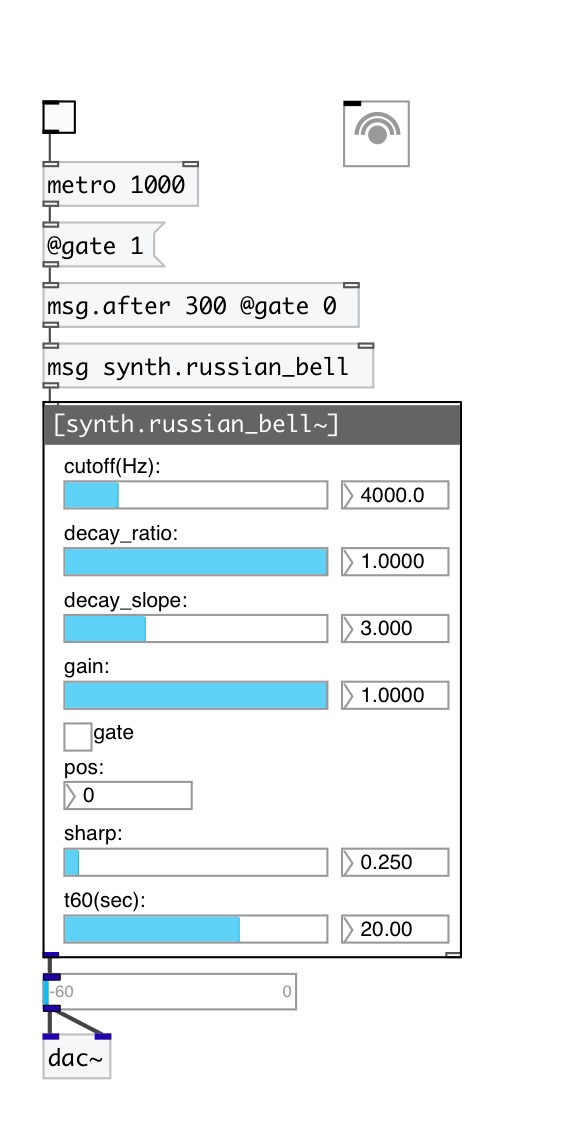 metro 1000
@gate 1
msg.after 300 @gate 0
msg synth.russian_bell
[synth.russian_bell~]
cutoff(Hz):
4000.0
decay_ratio:
1.0000
decay_slope:
3.000
gain:
1.0000
gate
pos:
0
sharp:
0.250
t60(sec):
20.00
-60 0
dac~